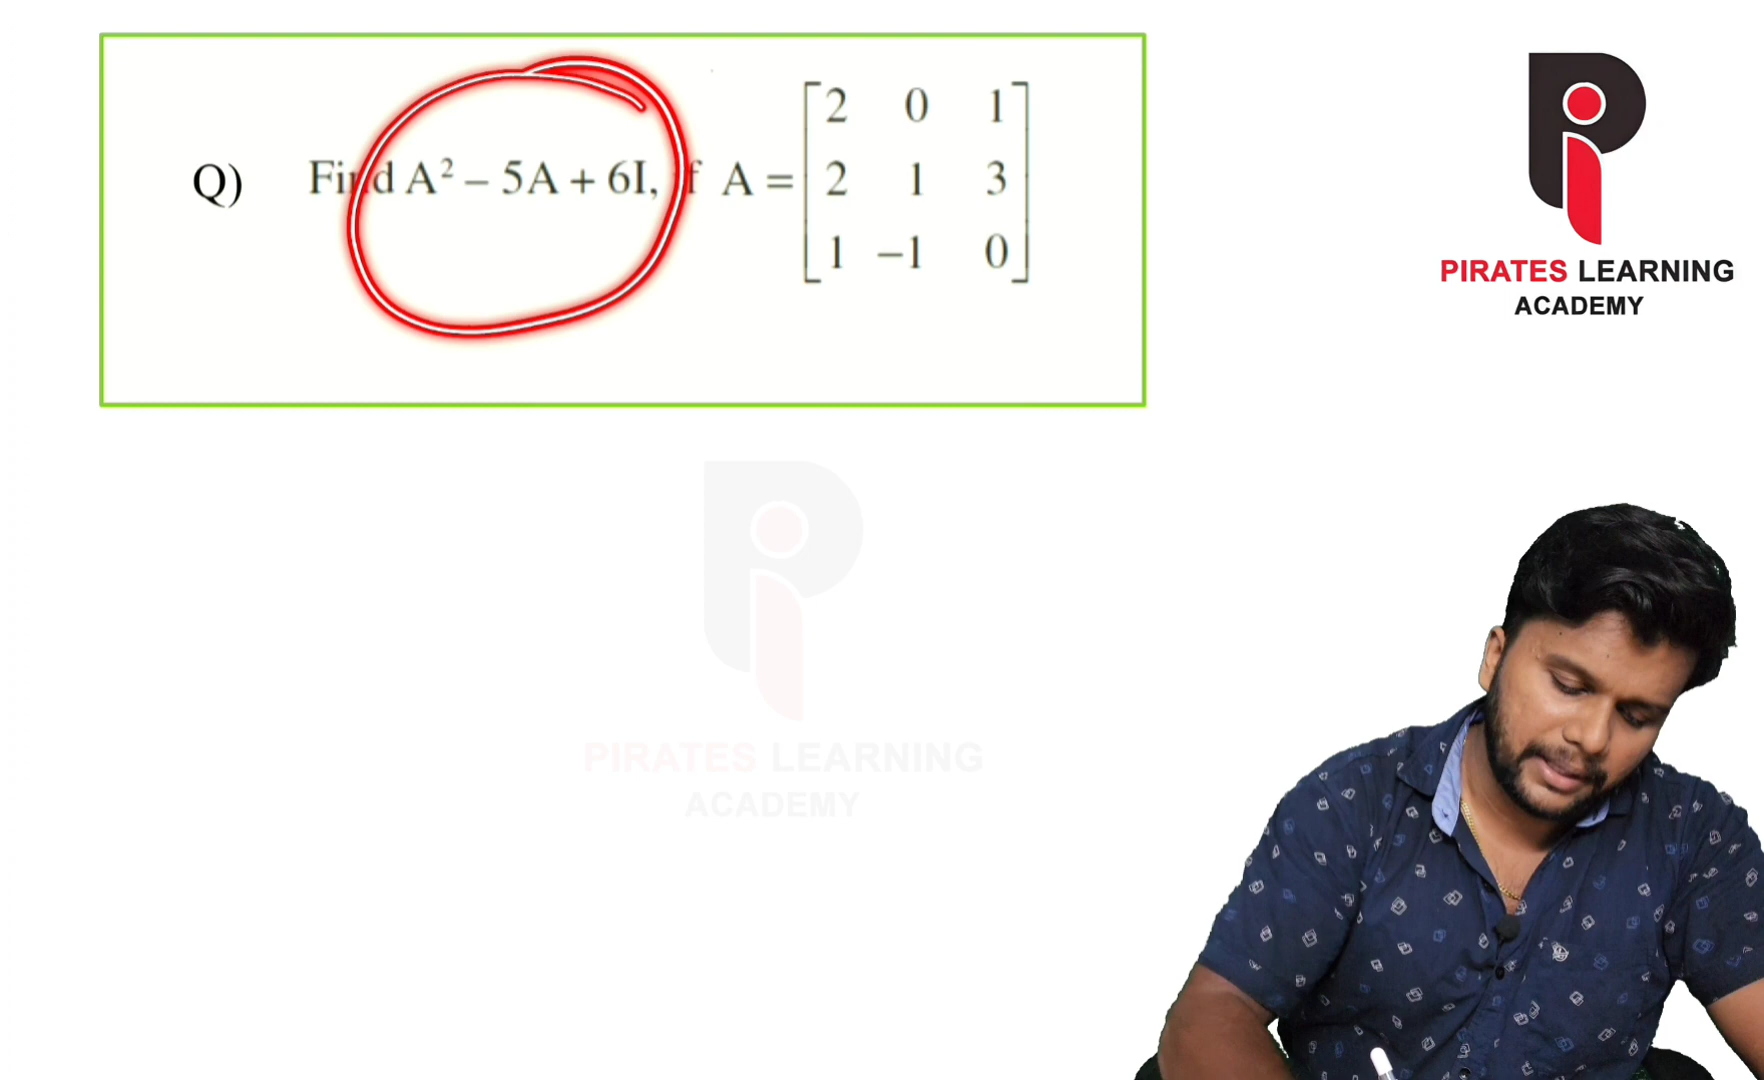 Q) Find A² – 5A + 6I, if A = [2 0 1
2 1 3
1 –1 0]
PIRATES LEARNING
ACADEMY
PIRATES LEARNING
ACADEMY